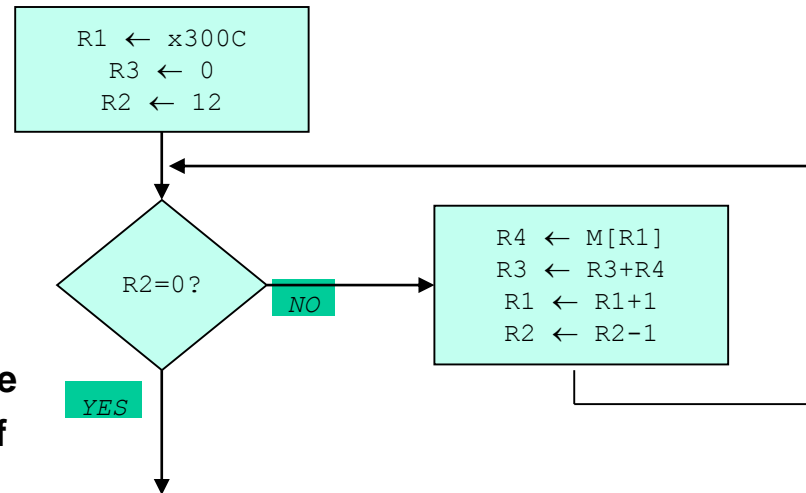 R1 ← x300C
R3 ← 0
R2 ← 12
R2=0?
NO
R4 ← M[R1]
R3 ← R3+R4
R1 ← R1+1
R2 ← R2-1
YES